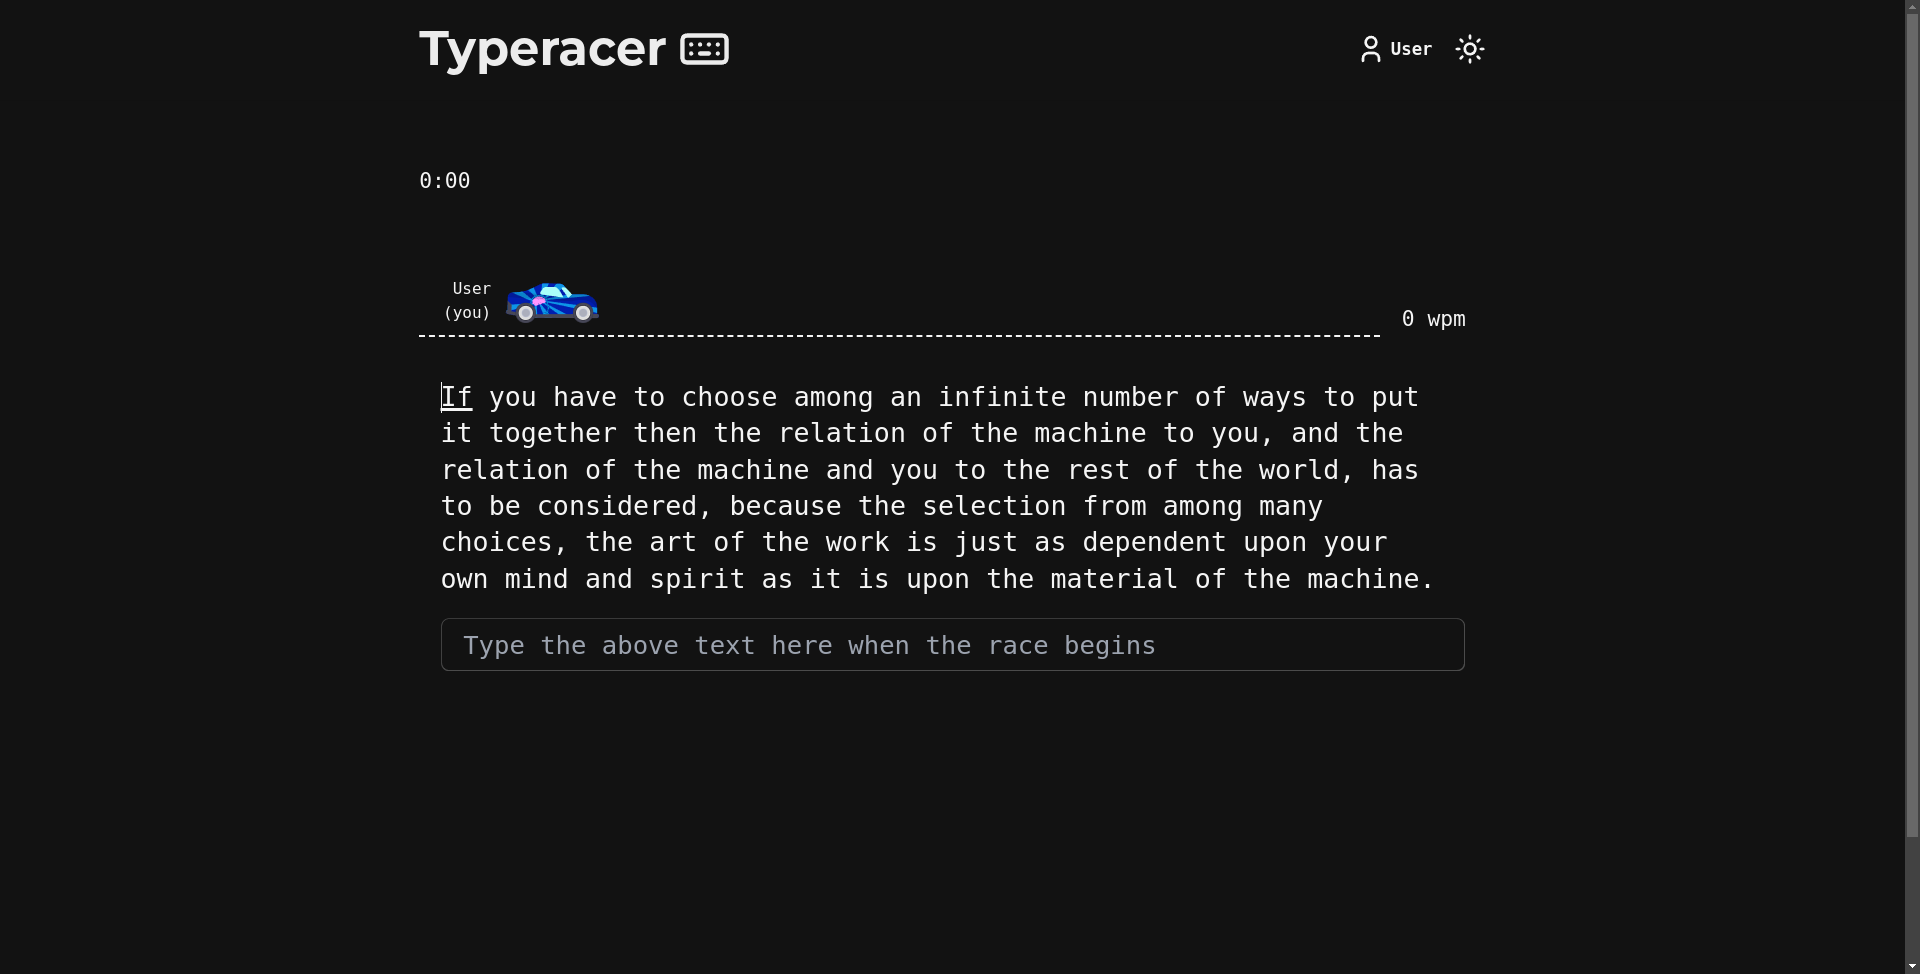 Typeracer
User
0:00
User
(you)
0 wpm
If you have to choose among an infinite number of ways to put
it together then the relation of the machine to you, and the
relation of the machine and you to the rest of the world, has
to be considered, because the selection from among many
choices, the art of the work is just as dependent upon your
own mind and spirit as it is upon the material of the machine.
Type the above text here when the race begins